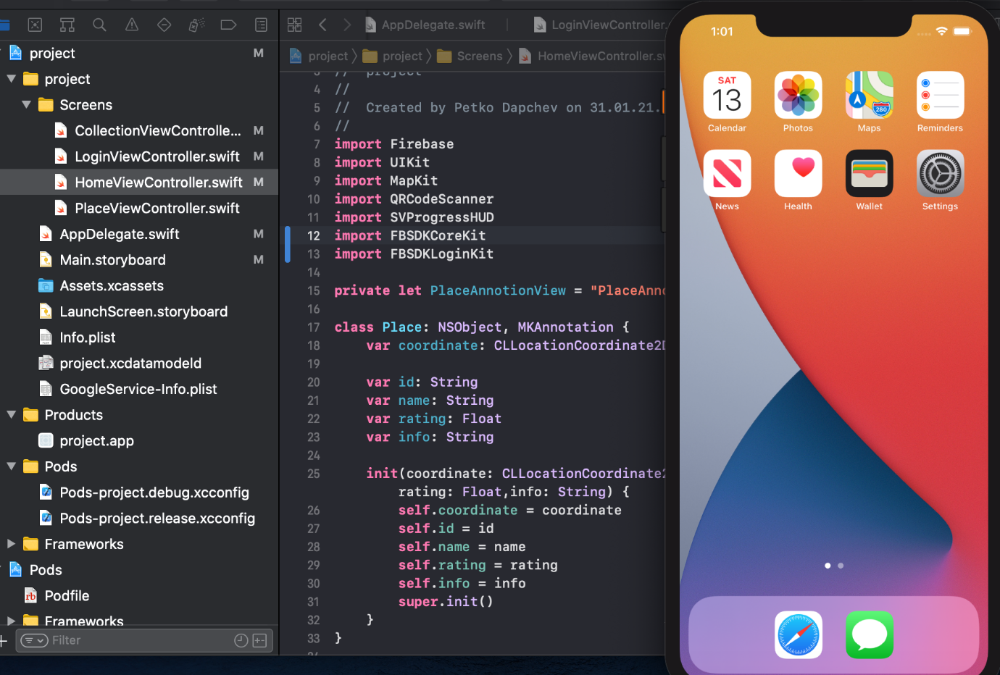 project M
project
Screens
CollectionViewControlle... M
LoginViewController.swift M
HomeViewController.swift M
PlaceViewController.swift
AppDelegate.swift M
Main.storyboard M
Assets.xcassets
LaunchScreen.storyboard
Info.plist
project.xcdatamodeld
GoogleService-Info.plist
Products
project.app
Pods
Pods-project.debug.xcconfig
Pods-project.release.xcconfig
Frameworks
Pods
rb Podfile
Frameworks
Filter
AppDelegate.swift LoginViewController.
project project Screens HomeViewController.sw
3 // project
4 //
5 // Created by Petko Dapchev on 31.01.21.
6 //
7 import Firebase
8 import UIKit
9 import MapKit
10 import QRCodeScanner
11 import SVProgressHUD
12 import FBSDKCoreKit
13 import FBSDKLoginKit
14
15 private let PlaceAnnotionView = "PlaceAnno
16
17 class Place: NSObject, MKAnnotation {
18 var coordinate: CLLocationCoordinate2D
19
20 var id: String
21 var name: String
22 var rating: Float
23 var info: String
24
25 init(coordinate: CLLocationCoordinate2
rating: Float,info: String) {
26 self.coordinate = coordinate
27 self.id = id
28 self.name = name
29 self.rating = rating
30 self.info = info
31 super.init()
32 }
33 }
1:01
SAT
13
280
Calendar Photos Maps Reminders
News Health Wallet Settings